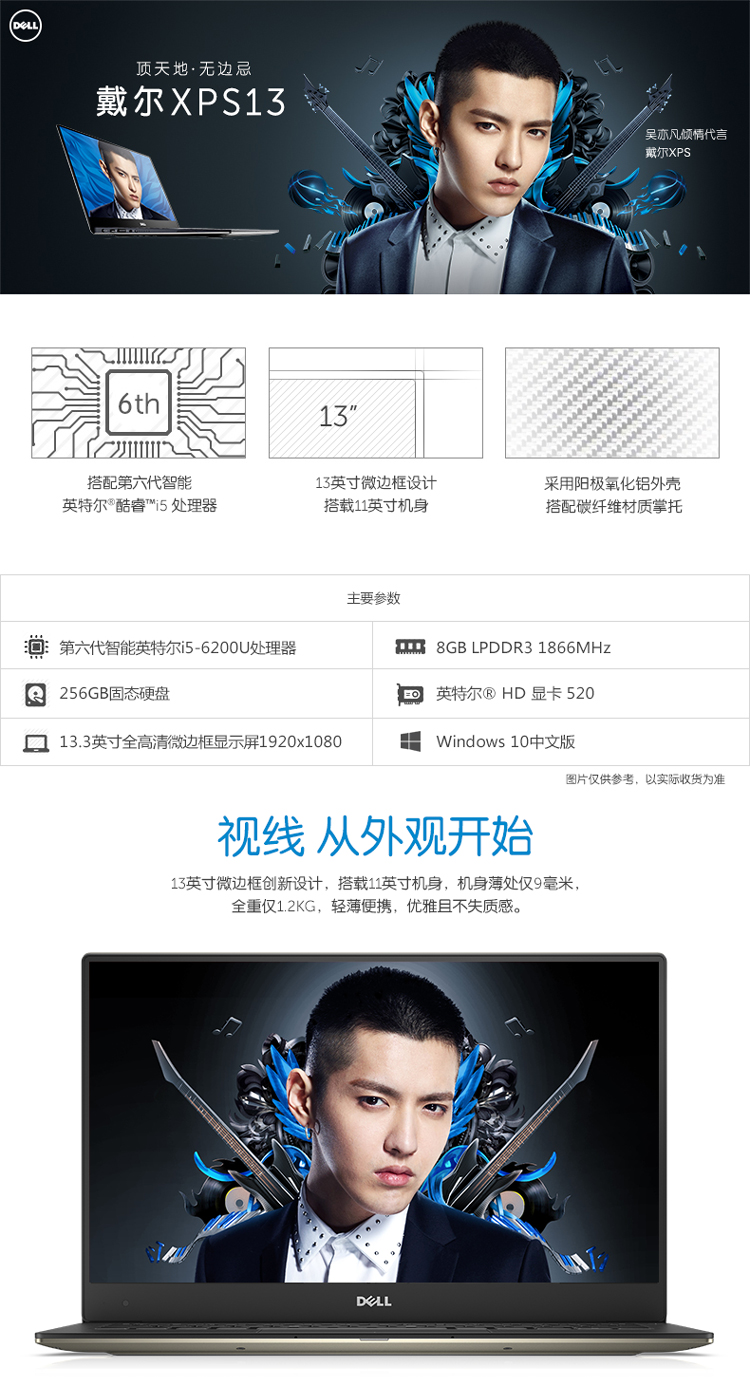 DELL
顶天地·无边忌
戴尔XPS13
吴亦凡倾情代言
戴尔XPS
6th
13″
搭配第六代智能
英特尔®酷睿™i5 处理器
13英寸微边框设计
搭载11英寸机身
采用阳极氧化铝外壳
搭配碳纤维材质掌托
主要参数
第六代智能英特尔i5-6200U处理器
8GB LPDDR3 1866MHz
256GB固态硬盘
英特尔® HD 显卡 520
13.3英寸全高清微边框显示屏1920x1080
Windows 10中文版
图片仅供参考，以实际收货为准
视线 从外观开始
13英寸微边框创新设计，搭载11英寸机身，机身薄处仅9毫米，
全重仅1.2KG，轻薄便携，优雅且不失质感。
DELL